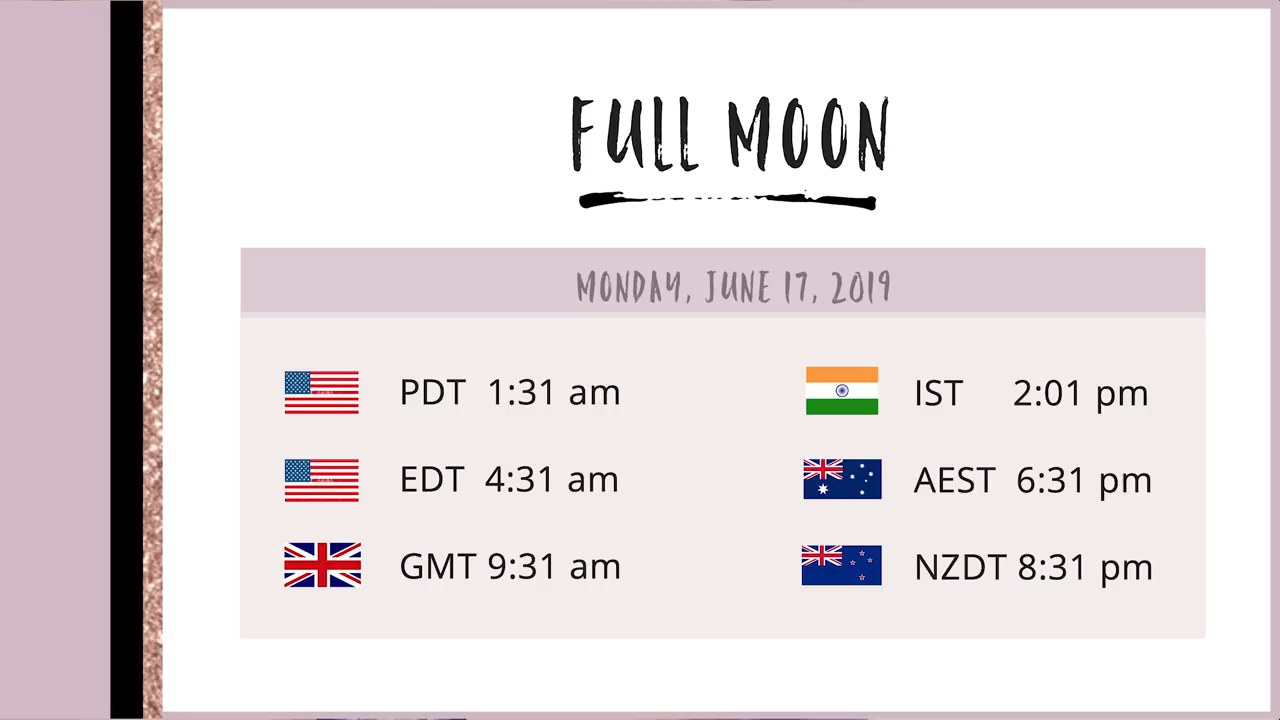 FULL MOON
MONDAY, JUNE 17, 2019
PDT 1:31 am
EDT 4:31 am
GMT 9:31 am
IST 2:01 pm
AEST 6:31 pm
NZDT 8:31 pm